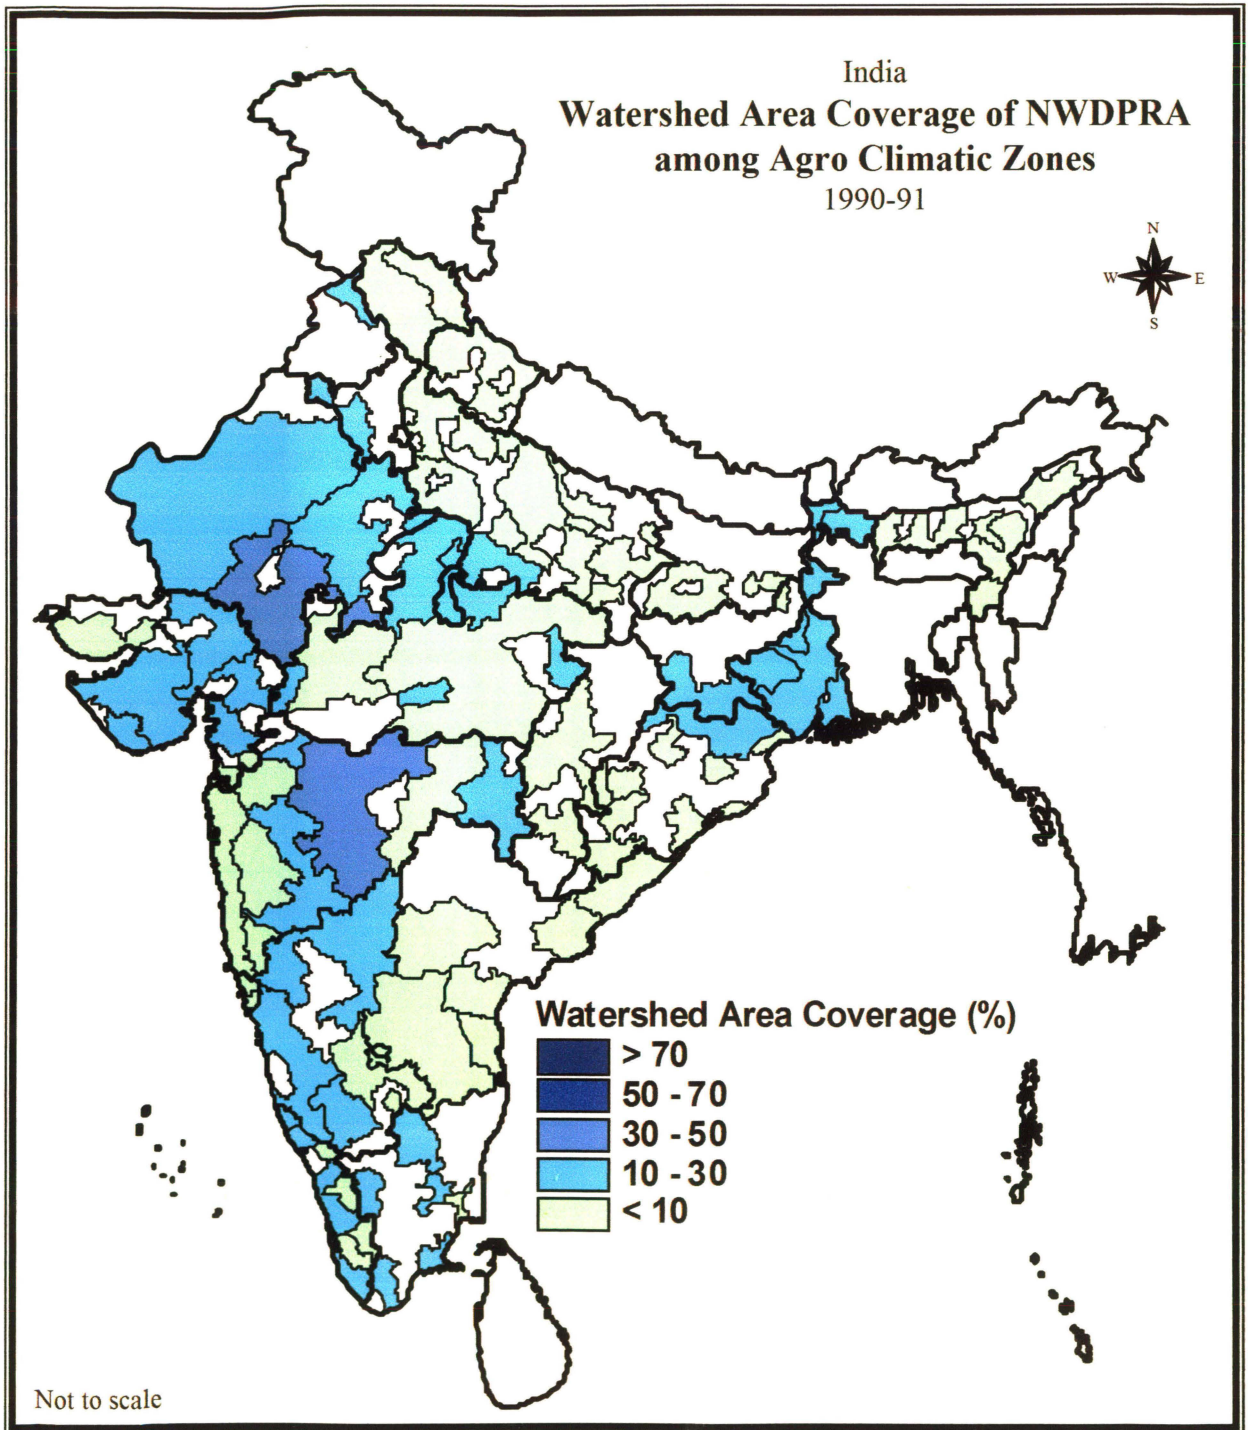 India
Watershed Area Coverage of NWDPRA
among Agro Climatic Zones
1990-91
N
W E
S
Watershed Area Coverage (%)
> 70
50 - 70
30 - 50
10 - 30
< 10
Not to scale